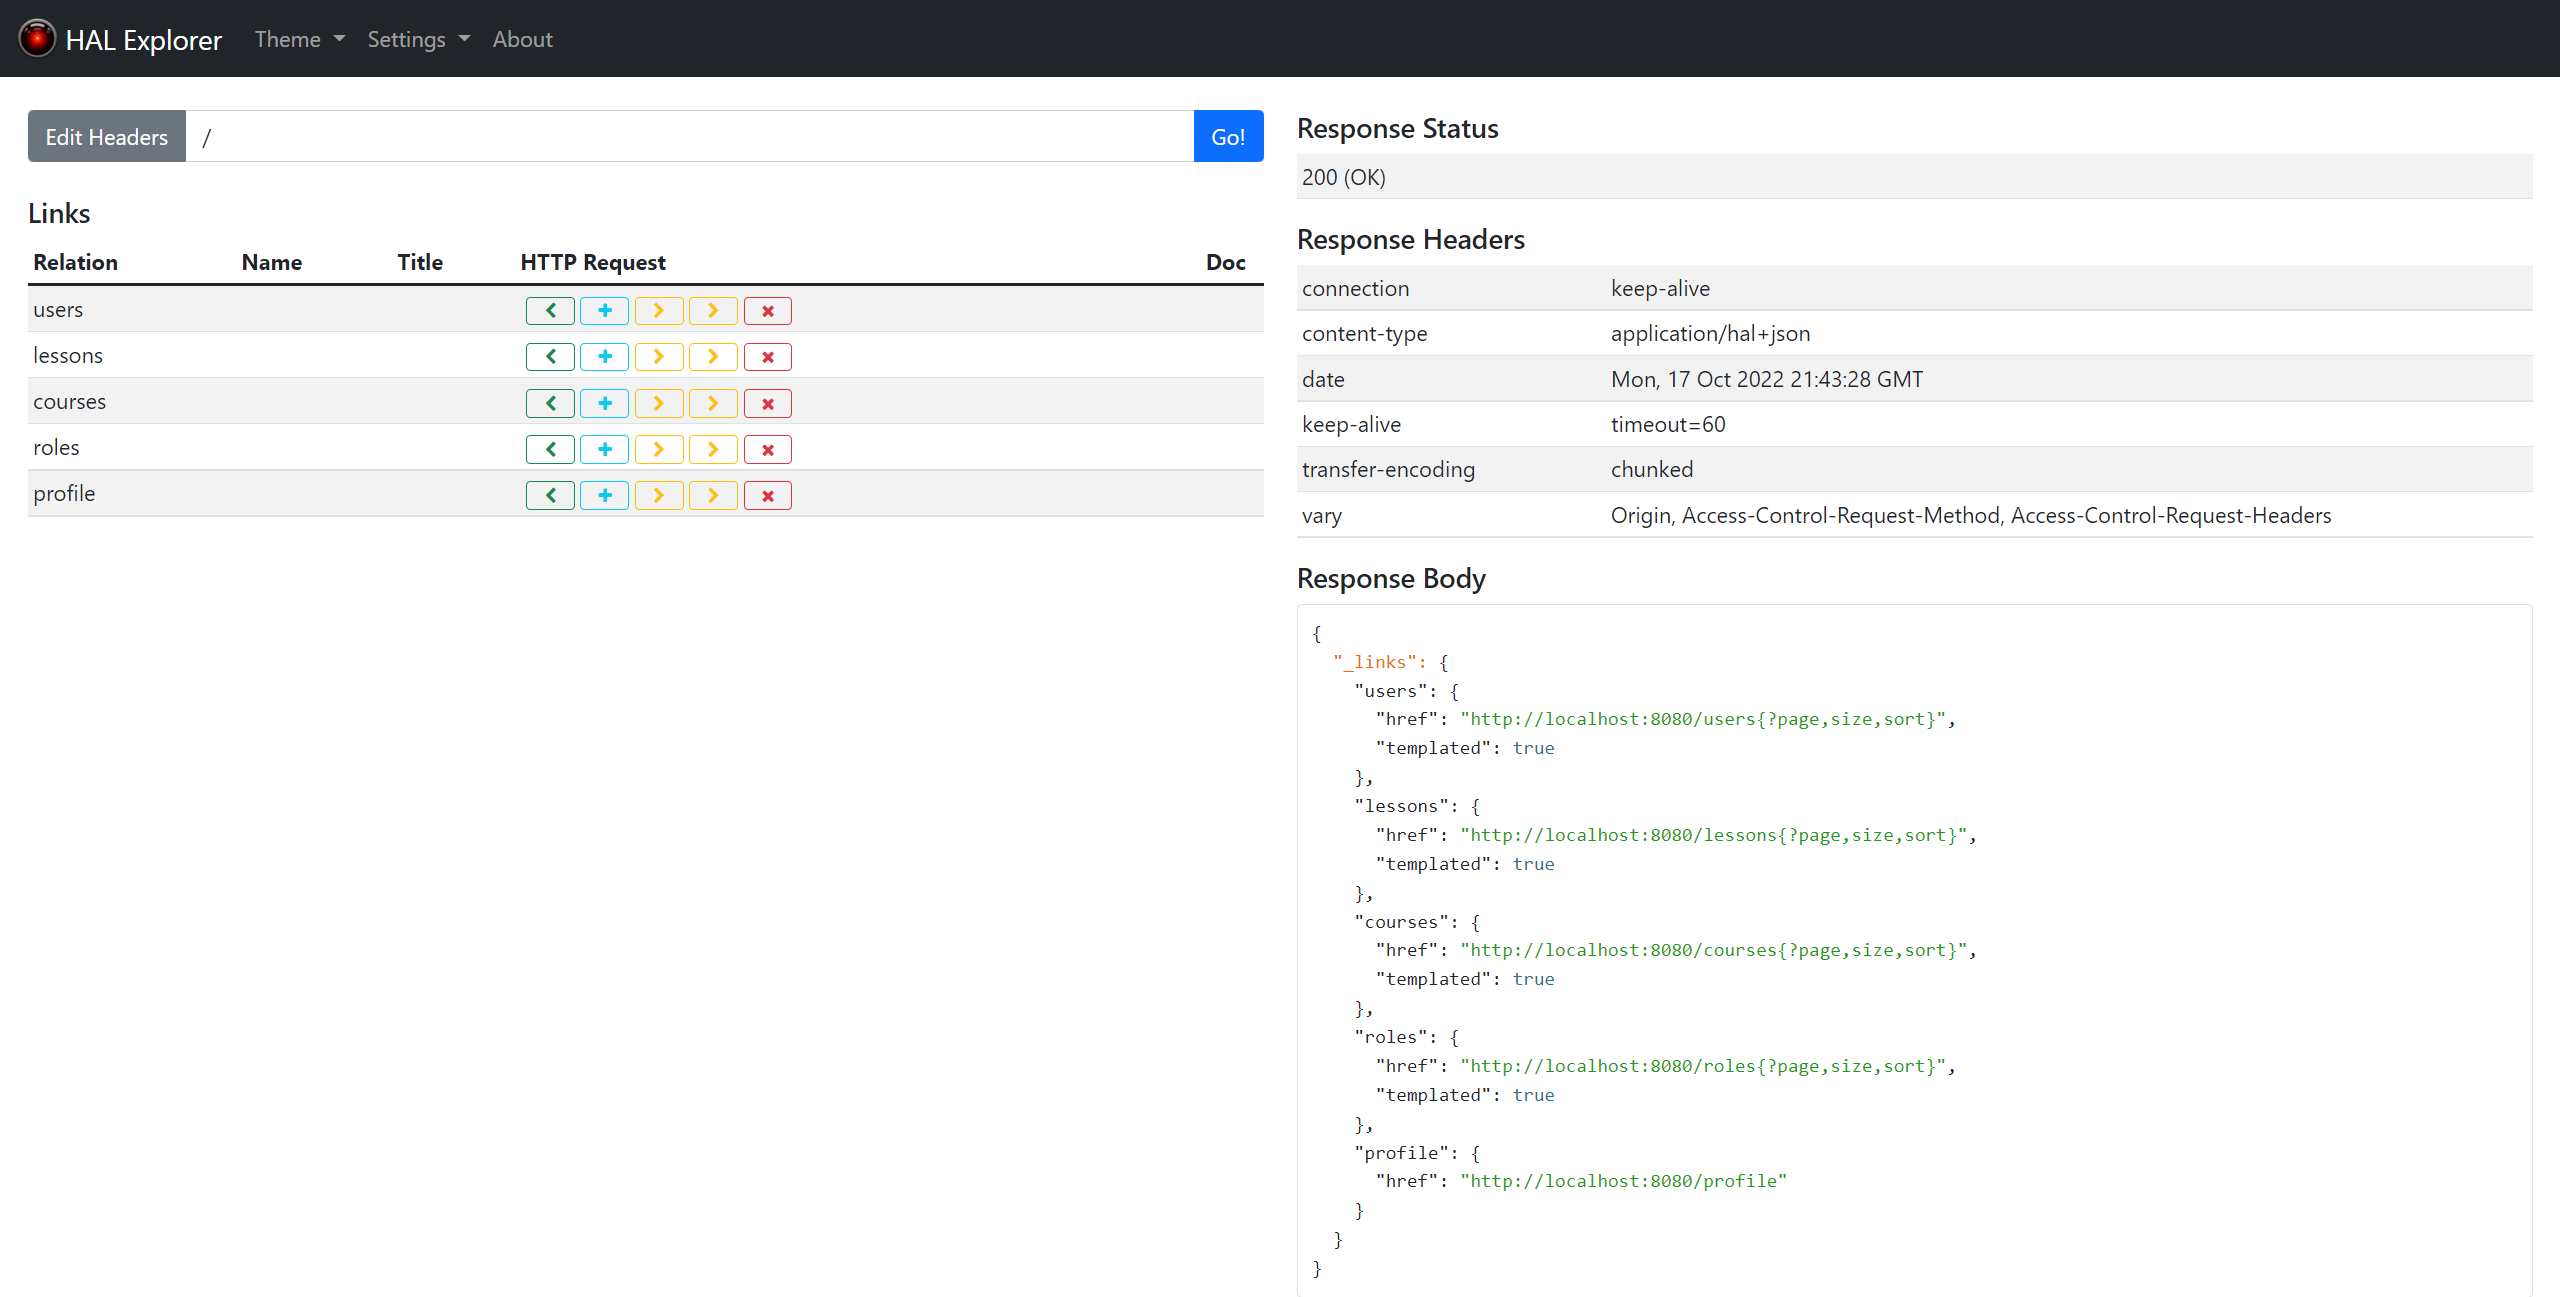 HAL Explorer Theme Settings About
Edit Headers / Go!
Links
Relation Name Title HTTP Request Doc
users
lessons
courses
roles
profile
Response Status
200 (OK)
Response Headers
connection keep-alive
content-type application/hal+json
date Mon, 17 Oct 2022 21:43:28 GMT
keep-alive timeout=60
transfer-encoding chunked
vary Origin, Access-Control-Request-Method, Access-Control-Request-Headers
Response Body
{
  "_links": {
    "users": {
      "href": "http://localhost:8080/users{?page,size,sort}",
      "templated": true
    },
    "lessons": {
      "href": "http://localhost:8080/lessons{?page,size,sort}",
      "templated": true
    },
    "courses": {
      "href": "http://localhost:8080/courses{?page,size,sort}",
      "templated": true
    },
    "roles": {
      "href": "http://localhost:8080/roles{?page,size,sort}",
      "templated": true
    },
    "profile": {
      "href": "http://localhost:8080/profile"
    }
  }
}